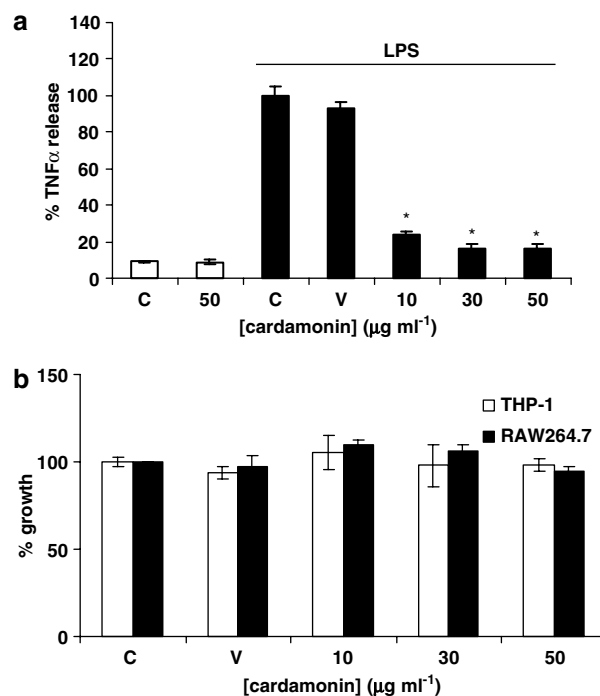 a
140
120
100
80
60
40
20
0
% TNFα release
LPS
* * *
C 50 C V 10 30 50
[cardamonin] (μg ml⁻¹)
b
150
100
50
0
% growth
THP-1
RAW264.7
C V 10 30 50
[cardamonin] (μg ml⁻¹)